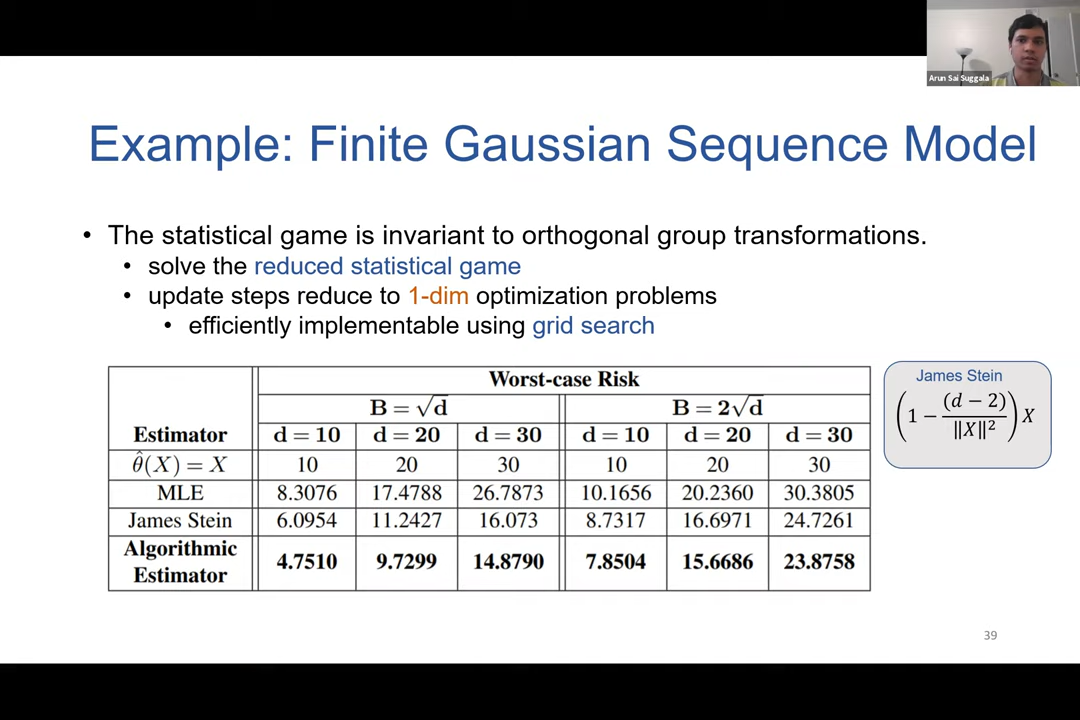 Arun Sai Suggala
Example: Finite Gaussian Sequence Model
• The statistical game is invariant to orthogonal group transformations.
• solve the reduced statistical game
• update steps reduce to 1-dim optimization problems
• efficiently implementable using grid search
Worst-case Risk
B = √d B = 2√d
Estimator d = 10 d = 20 d = 30 d = 10 d = 20 d = 30
θ̂(X) = X 10 20 30 10 20 30
MLE 8.3076 17.4788 26.7873 10.1656 20.2360 30.3805
James Stein 6.0954 11.2427 16.073 8.7317 16.6971 24.7261
Algorithmic
Estimator 4.7510 9.7299 14.8790 7.8504 15.6686 23.8758
James Stein
(1 − (d − 2) / ‖X‖²) X
39